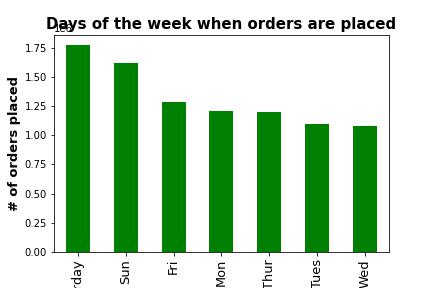 Days of the week when orders are placed
# of orders placed
1.75
1.50
1.25
1.00
0.75
0.50
0.25
0.00
rday
Sun
Fri
Mon
Thur
Tues
Wed